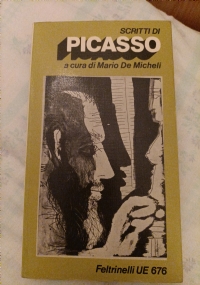 SCRITTI DI
PICASSO
a cura di Mario De Micheli
Feltrinelli UE 676